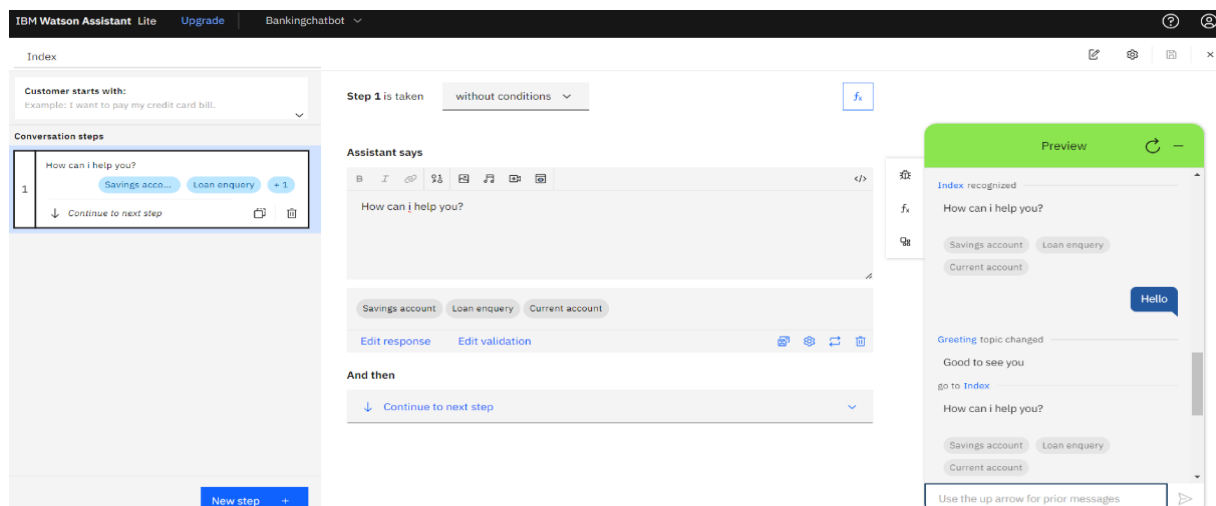 IBM Watson Assistant Lite Upgrade Bankingchatbot
Index
Customer starts with:
Example: I want to pay my credit card bill.
Conversation steps
1
How can i help you?
Savings acco... Loan enquery + 1
Continue to next step
New step +
Step 1 is taken without conditions fx
Assistant says
B I </>
How can i help you?
Savings account Loan enquery Current account
Edit response Edit validation
And then
Continue to next step
fx
Preview
Index recognized
How can i help you?
Savings account Loan enquery
Current account
Hello
Greeting topic changed
Good to see you
go to Index
How can i help you?
Savings account Loan enquery
Current account
Use the up arrow for prior messages